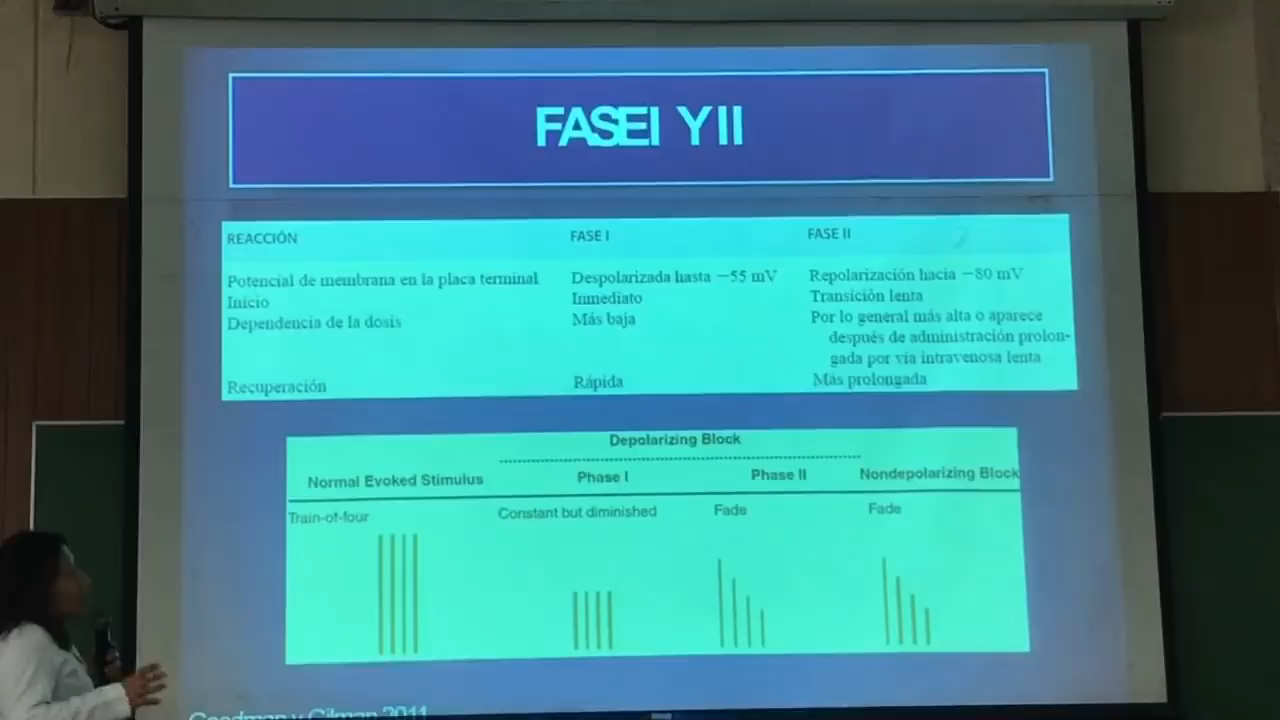 FASEI YII
REACCIÓN FASE I FASE II
Potencial de membrana en la placa terminal Despolarizada hasta −55 mV Repolarización hacia −80 mV
Inicio Inmediato Transición lenta
Dependencia de la dosis Más baja Por lo general más alta o aparece
después de administración prolon-
gada por vía intravenosa lenta
Recuperación Rápida Más prolongada
Depolarizing Block
Normal Evoked Stimulus Phase I Phase II Nondepolarizing Block
Train-of-four Constant but diminished Fade Fade
Goodman y Gilman 2011